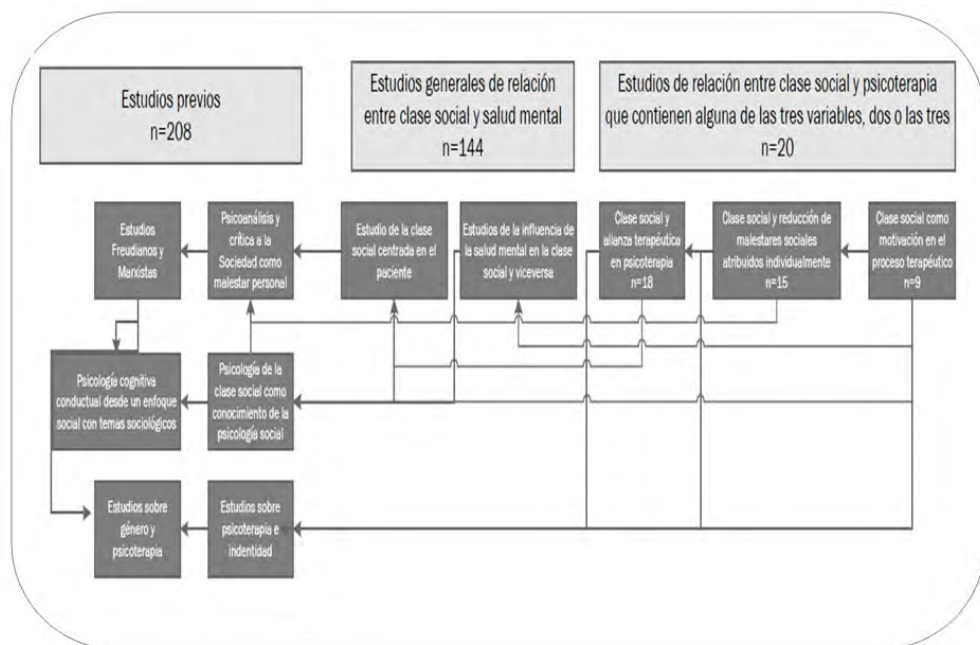 Estudios previos
n=208
Estudios generales de relación
entre clase social y salud mental
n=144
Estudios de relación entre clase social y psicoterapia
que contienen alguna de las tres variables, dos o las tres
n=20
Estudios
Freudianos y
Marxistas
Psicoanálisis y
crítica a la
Sociedad como
malestar personal
Estudio de la clase
social centrada en el
paciente
Estudios de la influencia de
la salud mental en la clase
social y viceversa
Clase social y
alianza terapéutica
en psicoterapia
n=18
Clase social y reducción de
malestares sociales
atribuidos individualmente
n=15
Clase social como
motivación en el
proceso terapéutico
n=9
Psicología cognitiva
conductual desde un enfoque
social con temas sociológicos
Psicología de la
clase social como
conocimiento de la
psicología social
Estudios sobre
género y
psicoterapia
Estudios sobre
psicoterapia e
indentidad